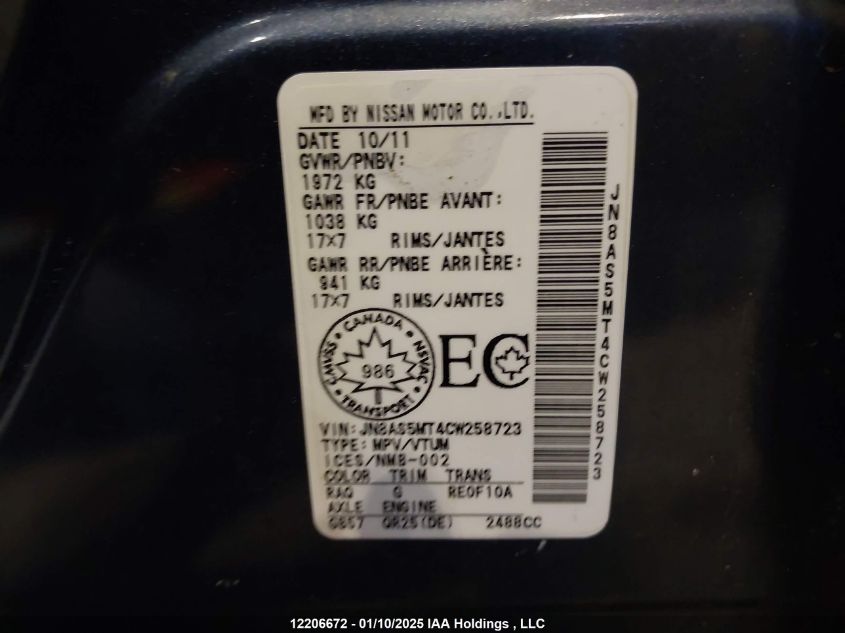 MFD BY NISSAN MOTOR CO.,LTD.
DATE 10/11
GVWR/PNBV:
1972 KG
GAWR FR/PNBE AVANT:
1038 KG
17X7 RIMS/JANTES
GAWR RR/PNBE ARRIÈRE:
941 KG
17X7 RIMS/JANTES
CANADA
CMVSS 986 NSVAC
TRANSPORT
EC
VIN:JN8AS5MT4CW258723
TYPE:MPV/VTUM
ICES/NMB-002
COLOR TRIM TRANS
RAQ G RE0F10A
AXLE ENGINE
GB57 QR25(DE) 2488CC
JN8AS5MT4CW258723
12206672 - 01/10/2025 IAA Holdings , LLC